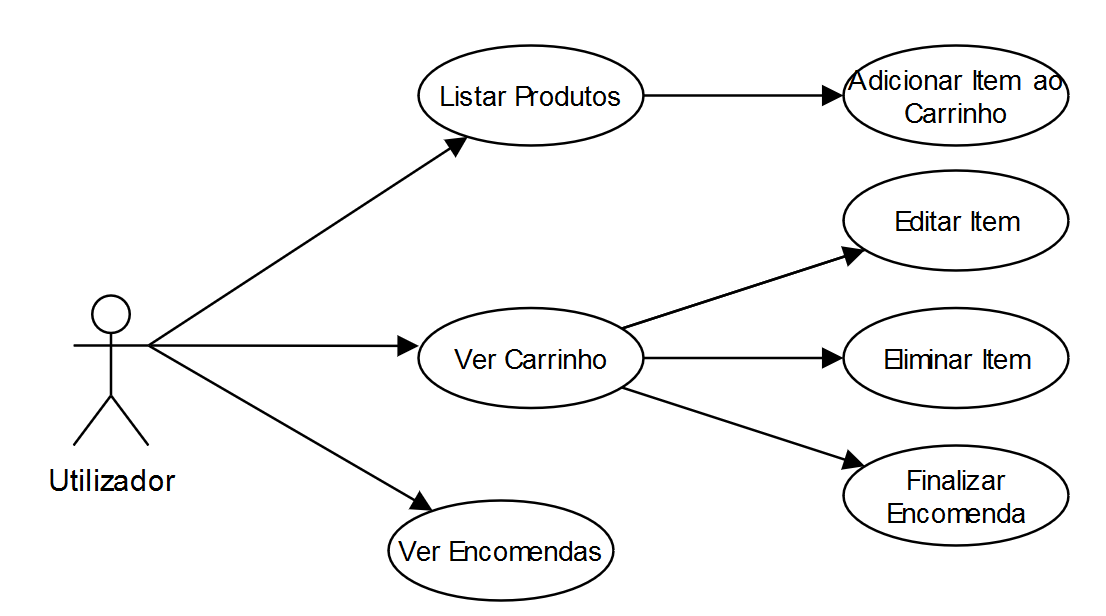 Listar Produtos
Adicionar Item ao
Carrinho
Editar Item
Ver Carrinho
Eliminar Item
Utilizador
Finalizar
Encomenda
Ver Encomendas